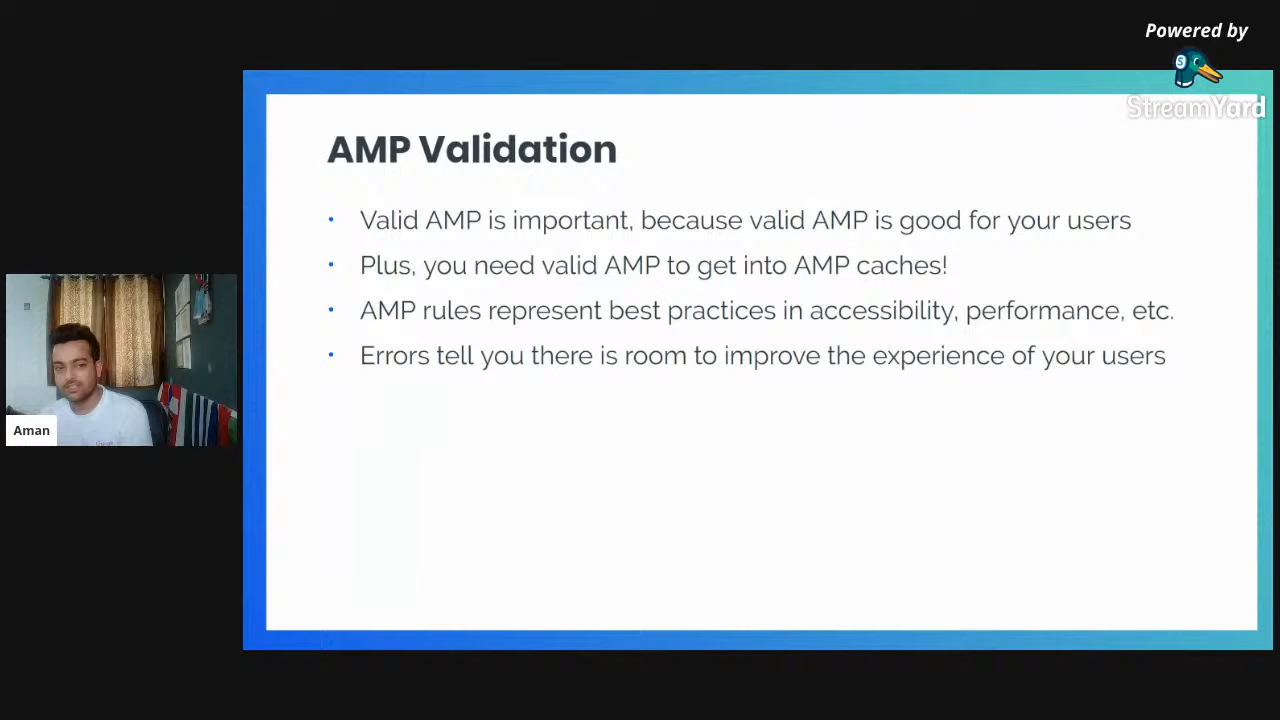 Powered by
StreamYard
AMP Validation
• Valid AMP is important, because valid AMP is good for your users
• Plus, you need valid AMP to get into AMP caches!
• AMP rules represent best practices in accessibility, performance, etc.
• Errors tell you there is room to improve the experience of your users
Aman